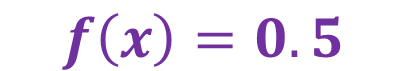 f(x) = 0.5